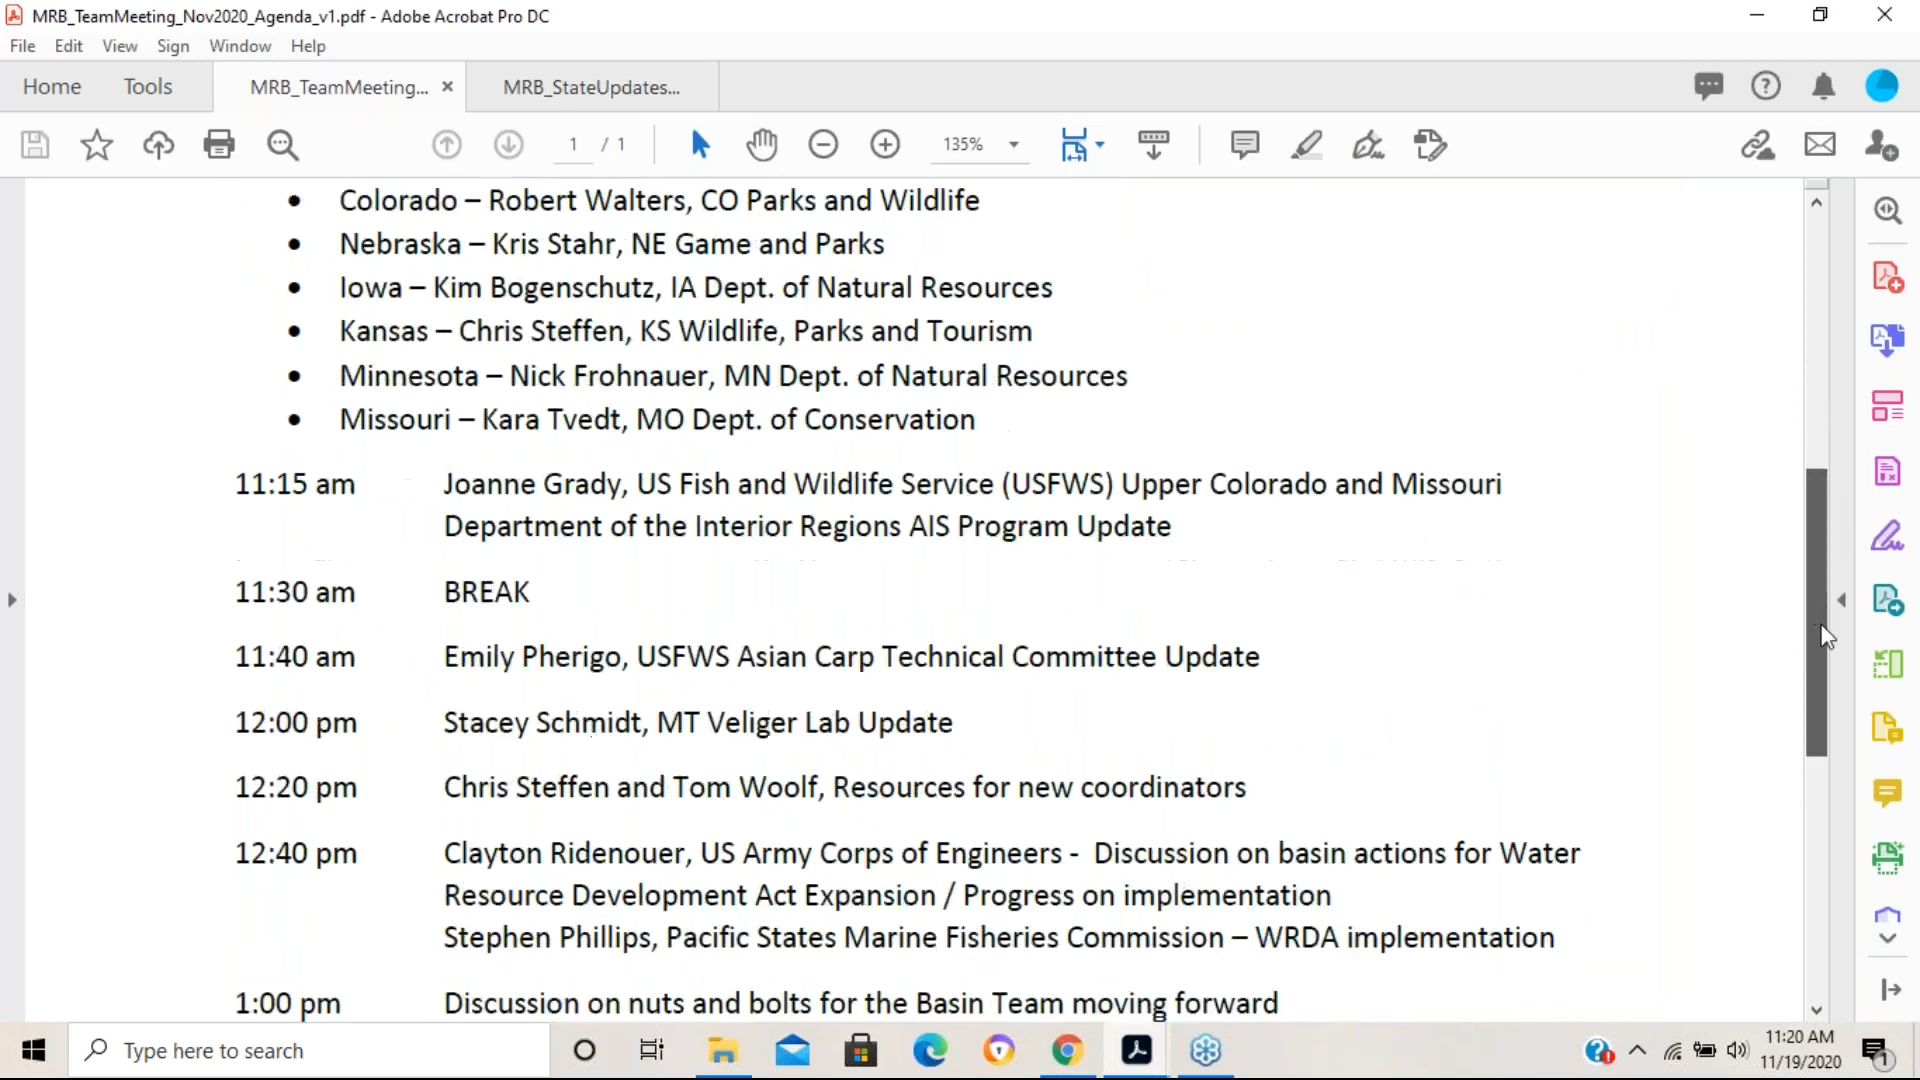 MRB_TeamMeeting_Nov2020_Agenda_v1.pdf - Adobe Acrobat Pro DC
File Edit View Sign Window Help
Home Tools MRB_TeamMeeting... × MRB_StateUpdates...
1 / 1 135%
• Colorado – Robert Walters, CO Parks and Wildlife
• Nebraska – Kris Stahr, NE Game and Parks
• Iowa – Kim Bogenschutz, IA Dept. of Natural Resources
• Kansas – Chris Steffen, KS Wildlife, Parks and Tourism
• Minnesota – Nick Frohnauer, MN Dept. of Natural Resources
• Missouri – Kara Tvedt, MO Dept. of Conservation
11:15 am Joanne Grady, US Fish and Wildlife Service (USFWS) Upper Colorado and Missouri
Department of the Interior Regions AIS Program Update
11:30 am BREAK
11:40 am Emily Pherigo, USFWS Asian Carp Technical Committee Update
12:00 pm Stacey Schmidt, MT Veliger Lab Update
12:20 pm Chris Steffen and Tom Woolf, Resources for new coordinators
12:40 pm Clayton Ridenouer, US Army Corps of Engineers - Discussion on basin actions for Water
Resource Development Act Expansion / Progress on implementation
Stephen Phillips, Pacific States Marine Fisheries Commission – WRDA implementation
1:00 pm Discussion on nuts and bolts for the Basin Team moving forward
Type here to search
11:20 AM
11/19/2020
1